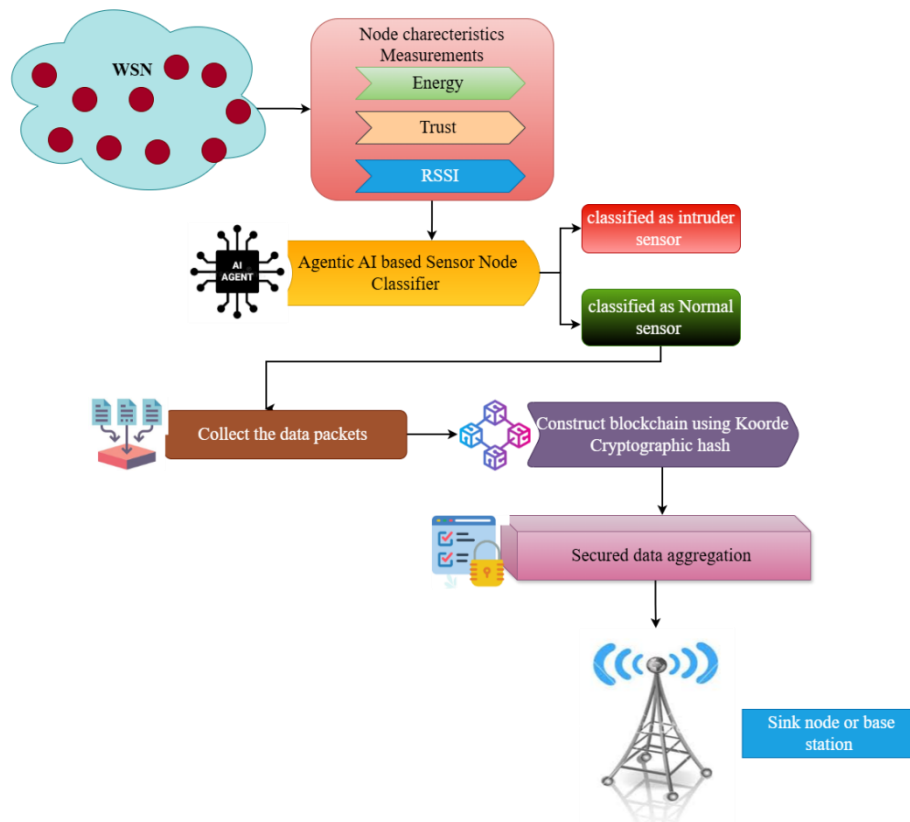 WSN
Node charecteristics
Measurements
Energy
Trust
RSSI
classified as intruder
sensor
AI
AGENT
Agentic AI based Sensor Node
Classifier
classified as Normal
sensor
Collect the data packets
Construct blockchain using Koorde
Cryptographic hash
Secured data aggregation
Sink node or base
station